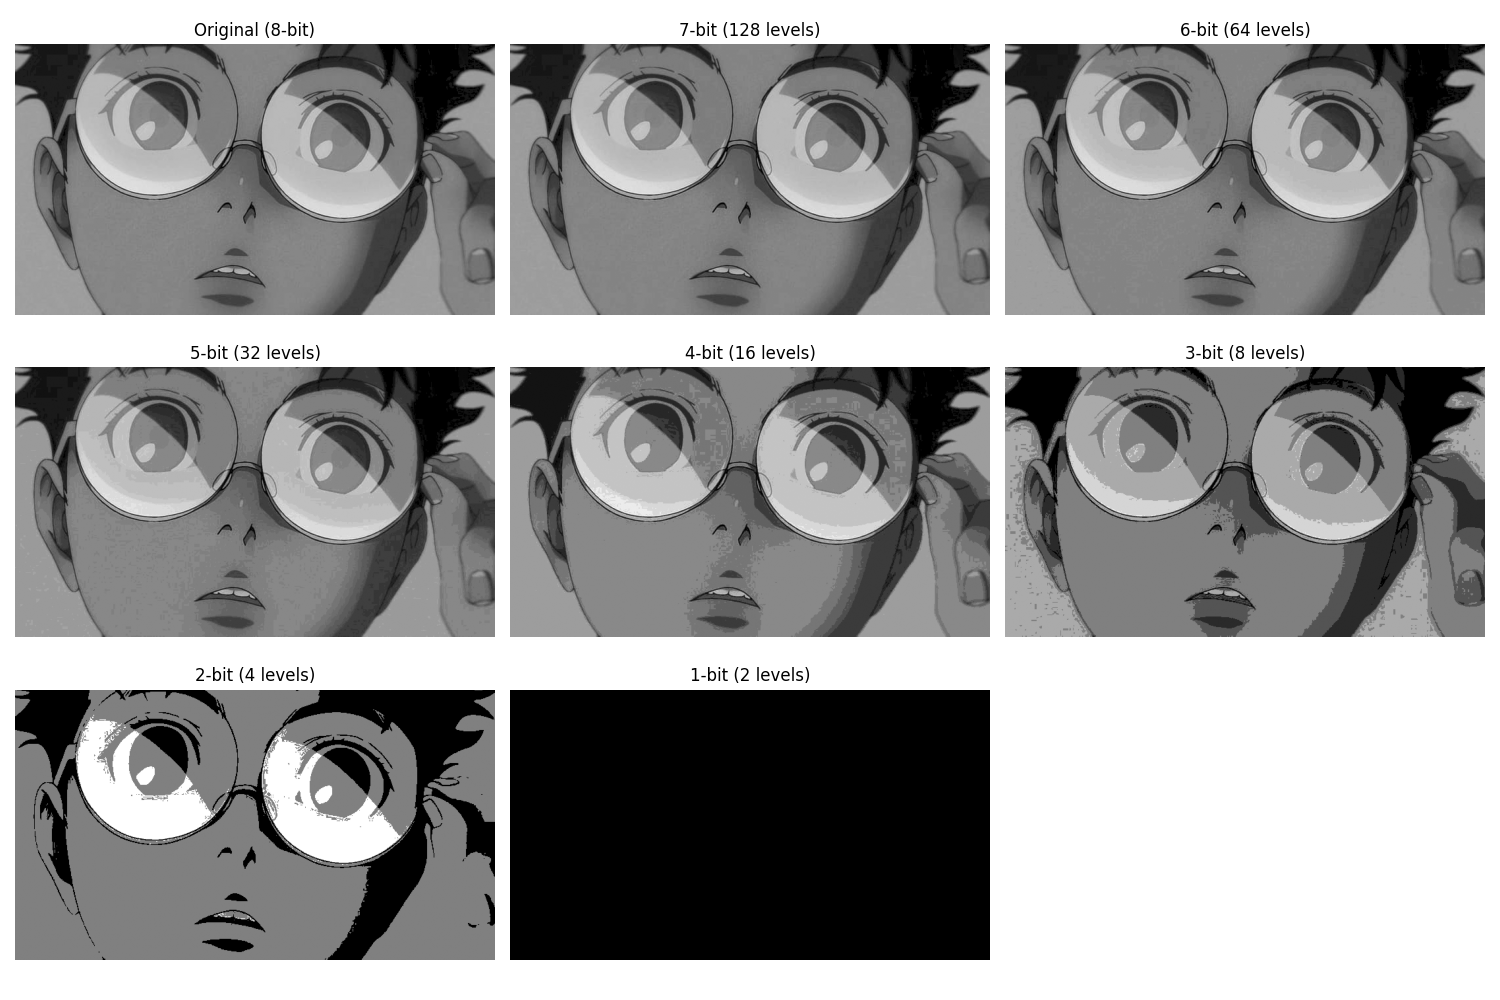 Original (8-bit)
7-bit (128 levels)
6-bit (64 levels)
5-bit (32 levels)
4-bit (16 levels)
3-bit (8 levels)
2-bit (4 levels)
1-bit (2 levels)